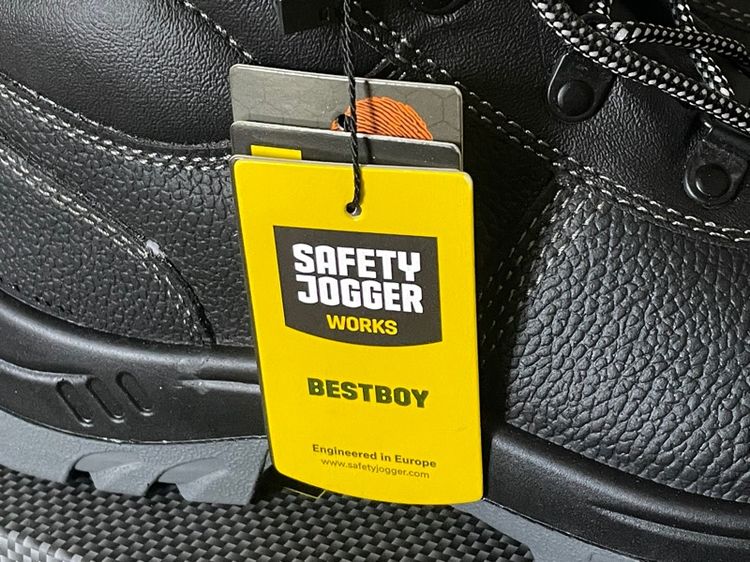 SAFETY
JOGGER
WORKS
BESTBOY
Engineered in Europe
www.safetyjogger.com